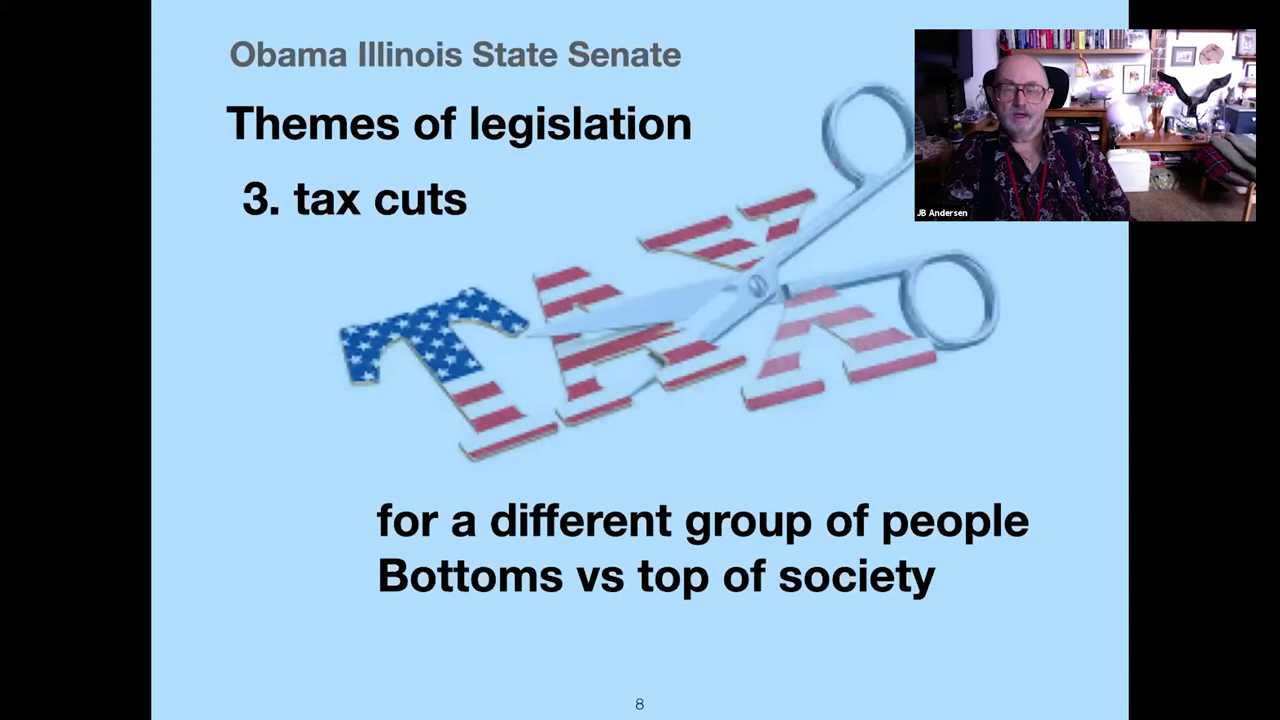 Obama Illinois State Senate
Themes of legislation
3. tax cuts
TAX
for a different group of people
Bottoms vs top of society
JB Andersen
8